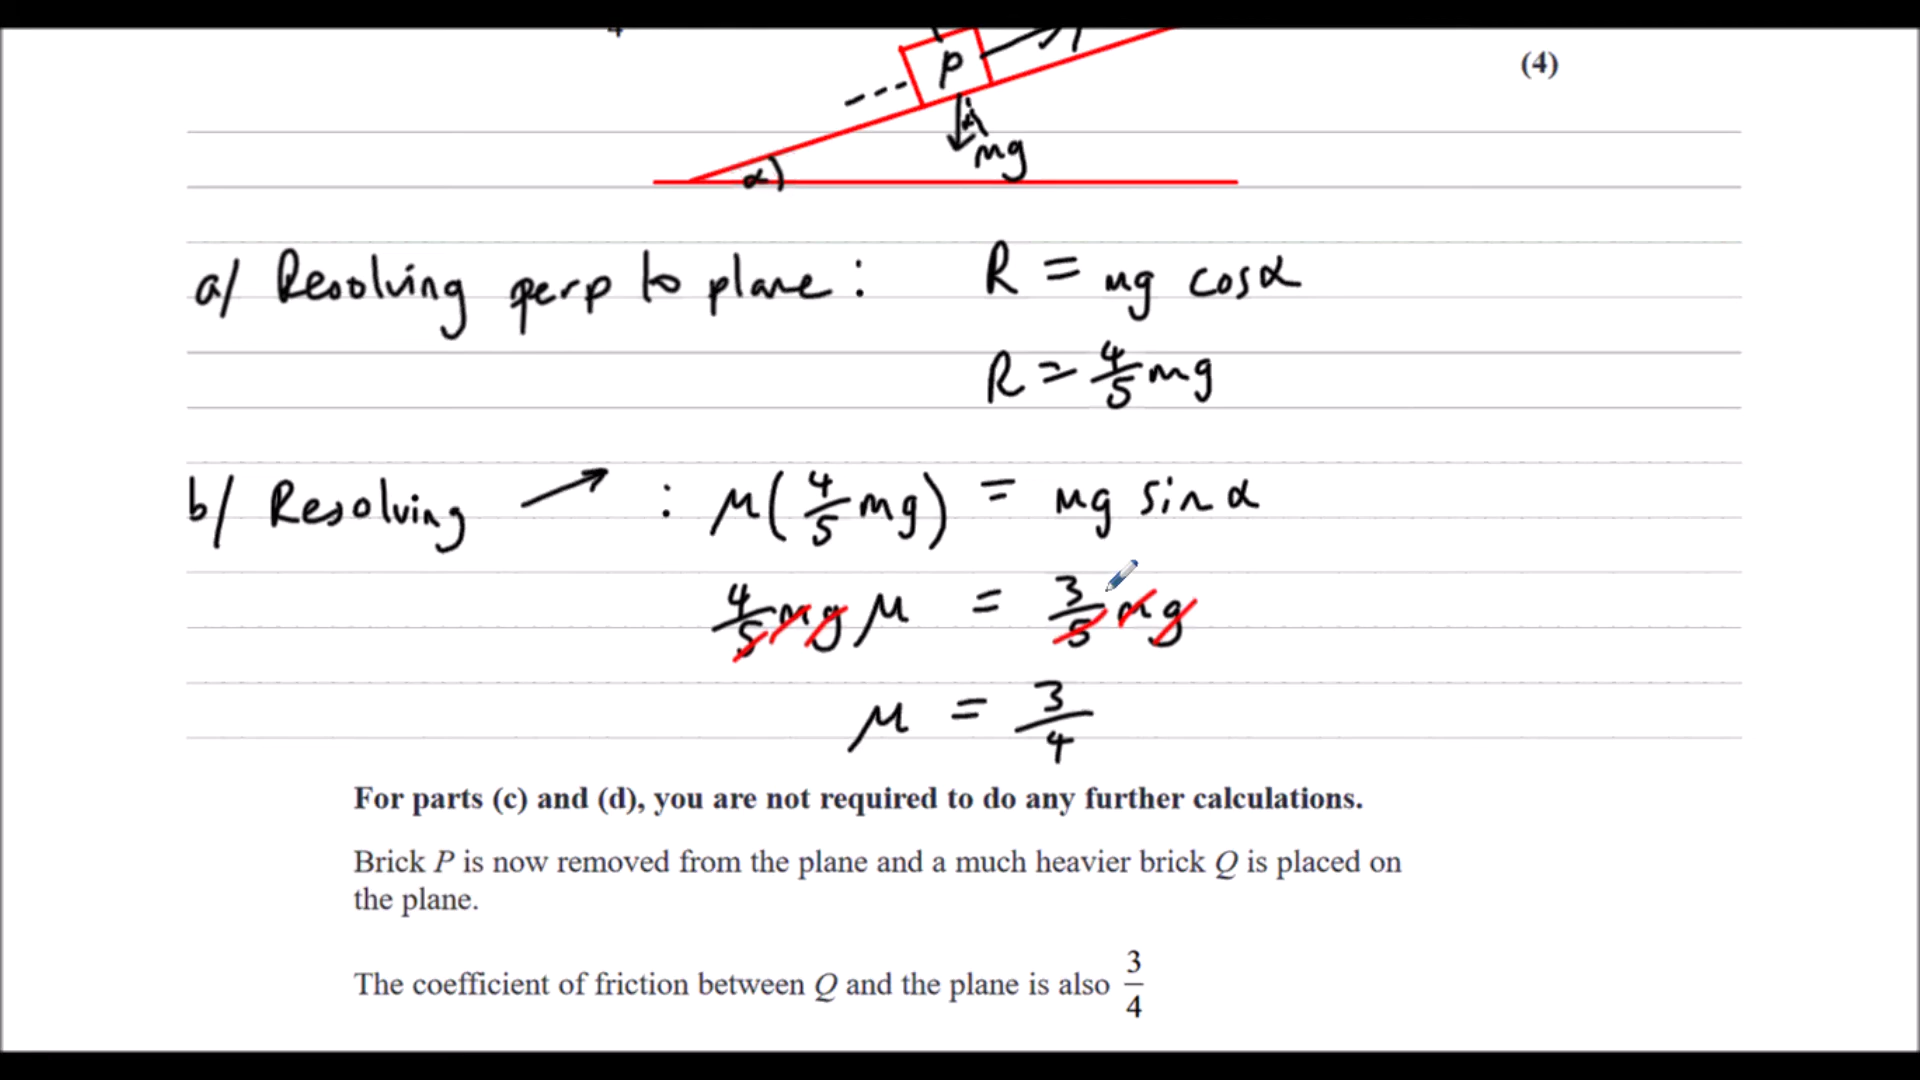 4
P
(4)
mg
α
a/ Resolving perp to plane : R = mg cosα
R = 4/5 mg
b/ Resolving → : μ(4/5 mg) = mg sin α
4/5 mg μ = 3/5 mg
μ = 3/4
For parts (c) and (d), you are not required to do any further calculations.
Brick P is now removed from the plane and a much heavier brick Q is placed on
the plane.
The coefficient of friction between Q and the plane is also 3/4